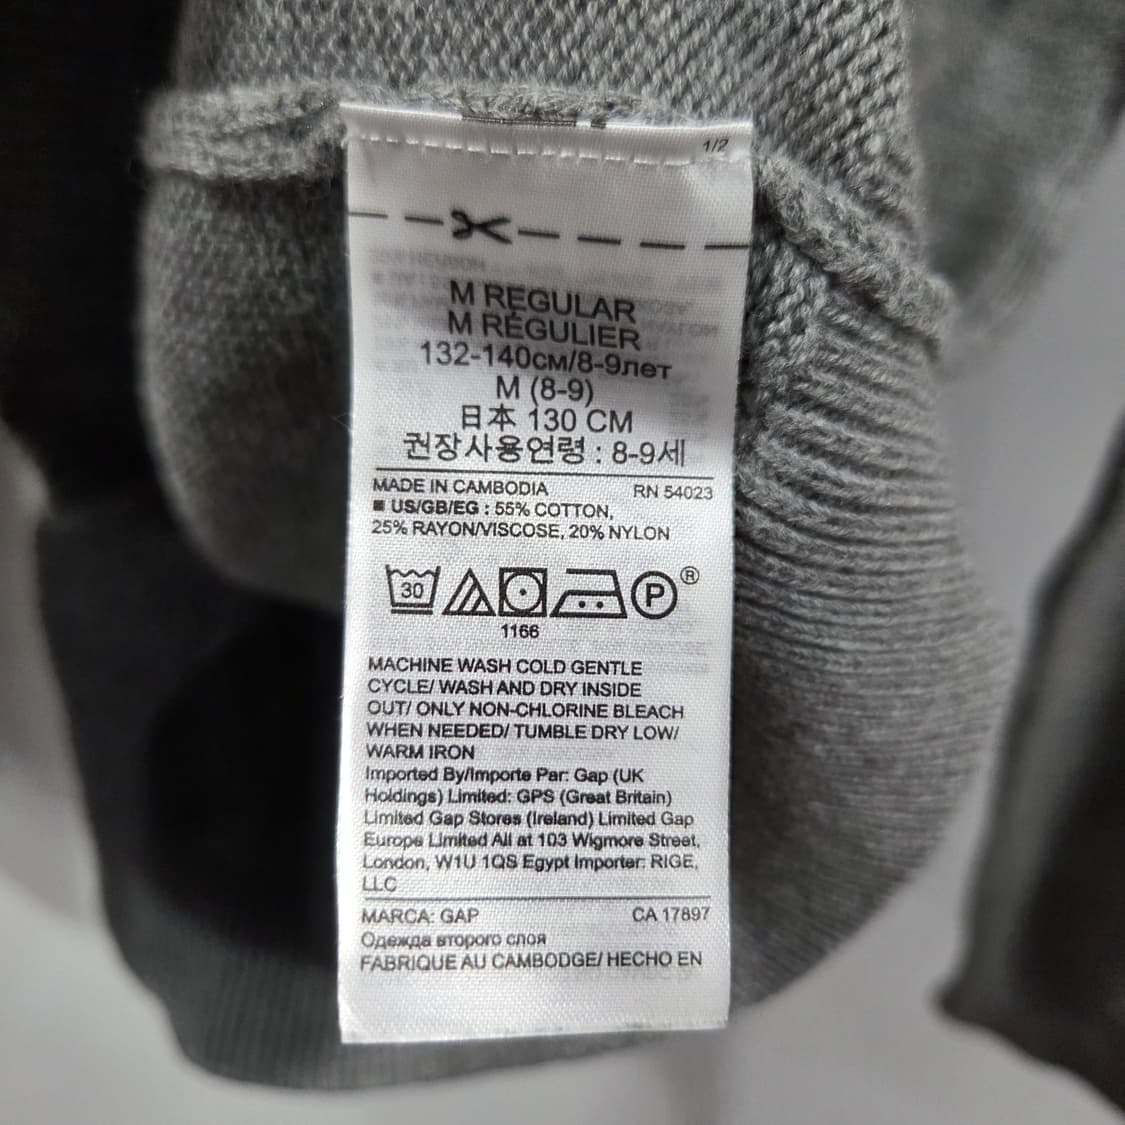 1/2
M REGULAR
M RÉGULIER
132-140см/8-9лет
M (8-9)
日本 130 CM
권장사용연령 : 8-9세
MADE IN CAMBODIA RN 54023
■ US/GB/EG : 55% COTTON,
25% RAYON/VISCOSE, 20% NYLON
30 P ®
1166
MACHINE WASH COLD GENTLE
CYCLE/ WASH AND DRY INSIDE
OUT/ ONLY NON-CHLORINE BLEACH
WHEN NEEDED/ TUMBLE DRY LOW/
WARM IRON
Imported By/Importe Par: Gap (UK
Holdings) Limited: GPS (Great Britain)
Limited Gap Stores (Ireland) Limited Gap
Europe Limited All at 103 Wigmore Street,
London, W1U 1QS Egypt Importer: RIGE,
LLC
MARCA: GAP CA 17897
Одежда второго слоя
FABRIQUE AU CAMBODGE/ HECHO EN